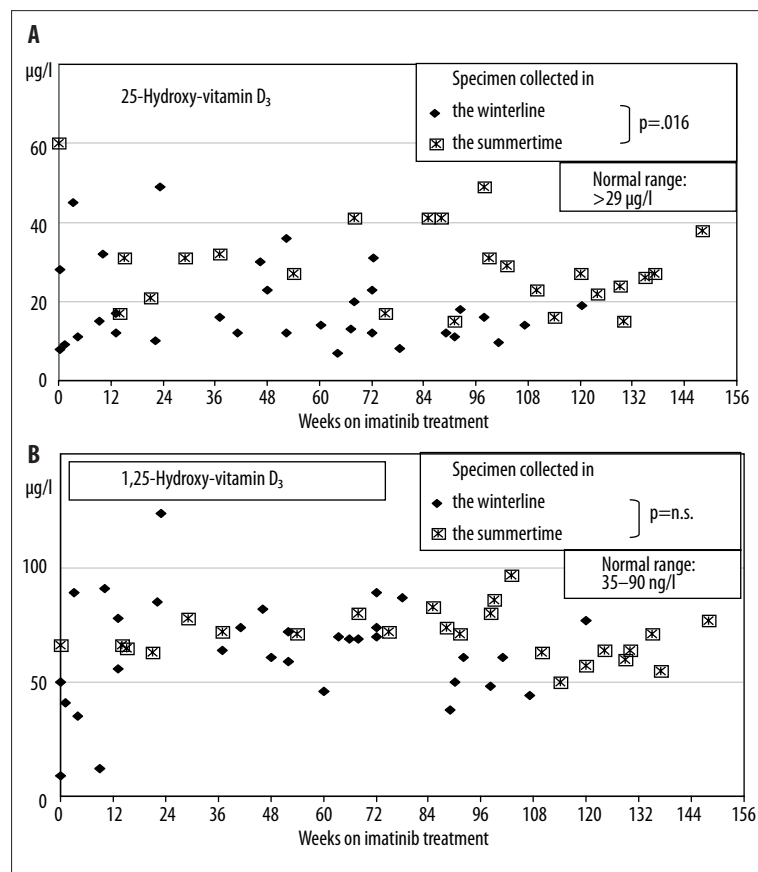 A
µg/l
25-Hydroxy-vitamin D₃
Specimen collected in
the winterline
the summertime
p=.016
Normal range:
>29 µg/l
60
40
20
0
0 12 24 36 48 60 72 84 96 108 120 132 144 156
Weeks on imatinib treatment
B
µg/l
1,25-Hydroxy-vitamin D₃
Specimen collected in
the winterline
the summertime
p=n.s.
Normal range:
35–90 ng/l
100
50
0
0 12 24 36 48 60 72 84 96 108 120 132 144 156
Weeks on imatinib treatment